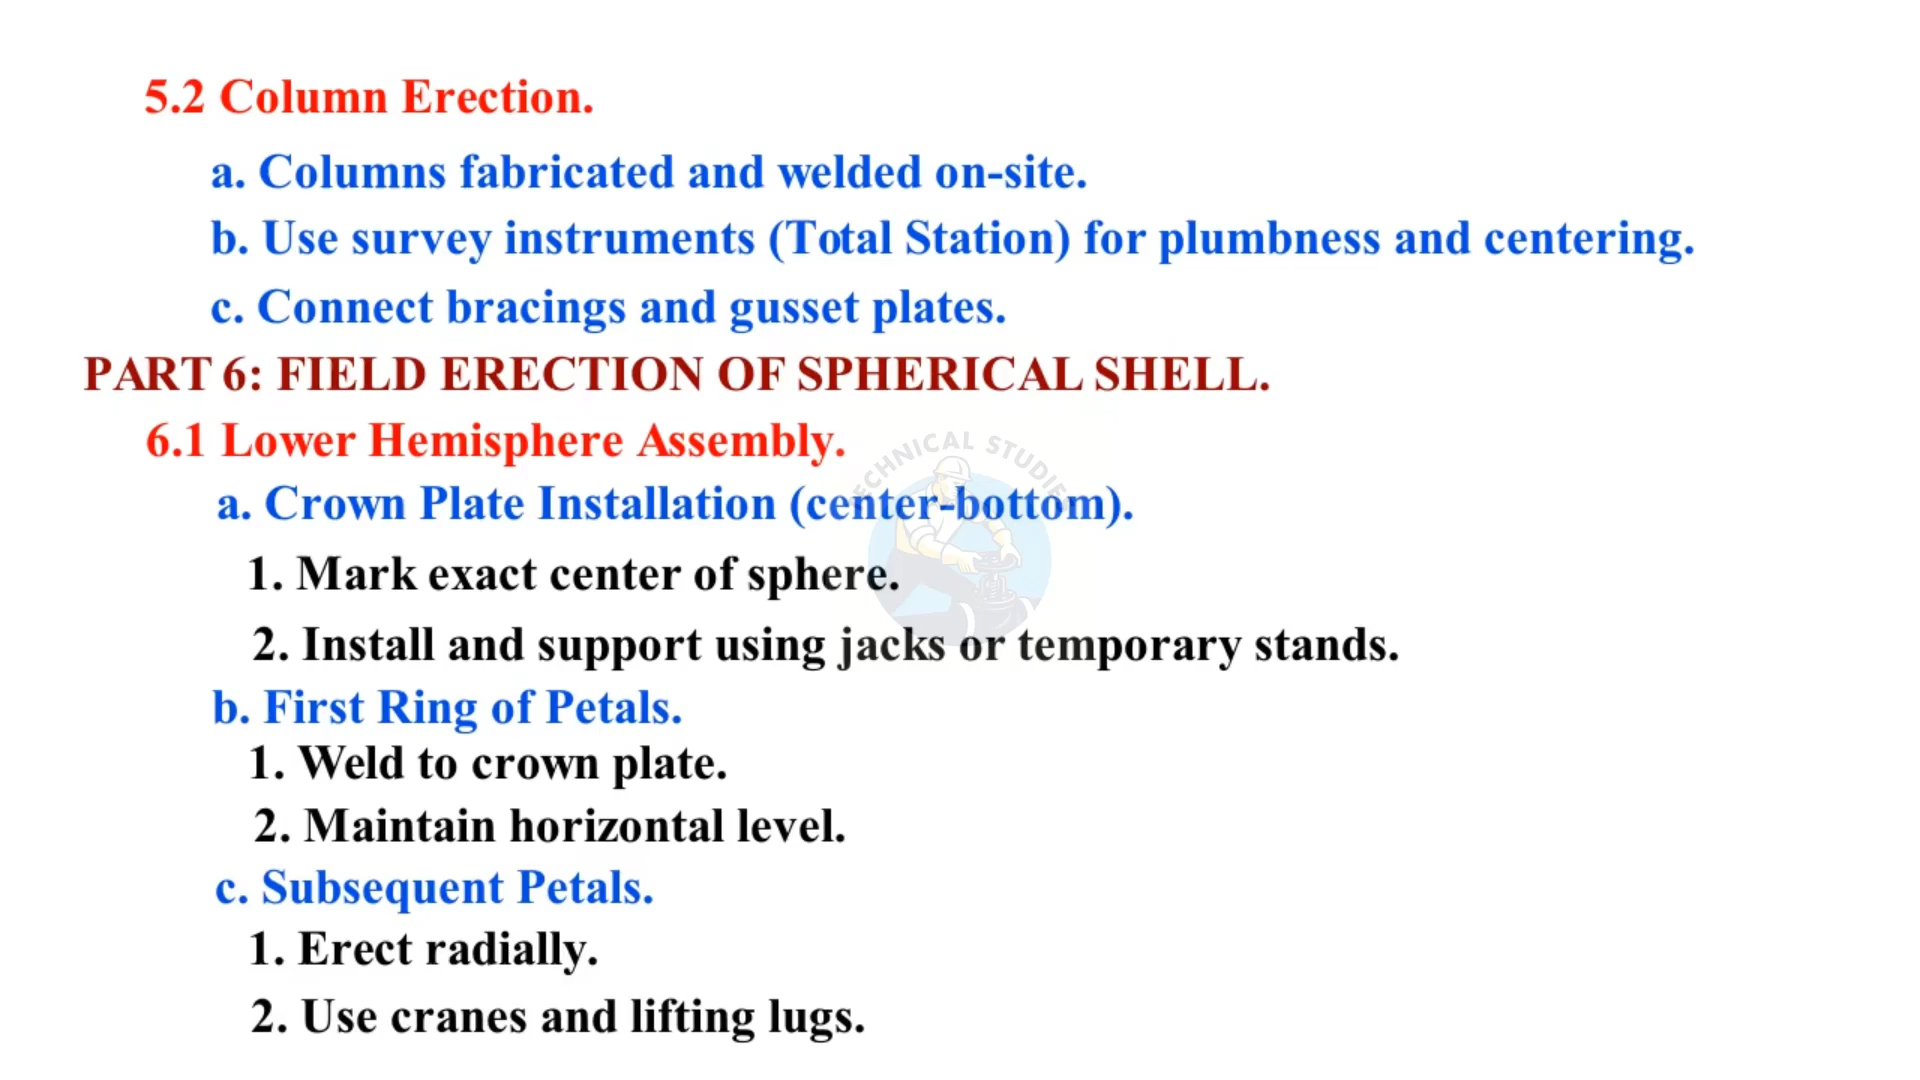 5.2 Column Erection.
a. Columns fabricated and welded on-site.
b. Use survey instruments (Total Station) for plumbness and centering.
c. Connect bracings and gusset plates.
PART 6: FIELD ERECTION OF SPHERICAL SHELL.
6.1 Lower Hemisphere Assembly.
TECHNICAL STUDIES
a. Crown Plate Installation (center-bottom).
1. Mark exact center of sphere.
2. Install and support using jacks or temporary stands.
b. First Ring of Petals.
1. Weld to crown plate.
2. Maintain horizontal level.
c. Subsequent Petals.
1. Erect radially.
2. Use cranes and lifting lugs.